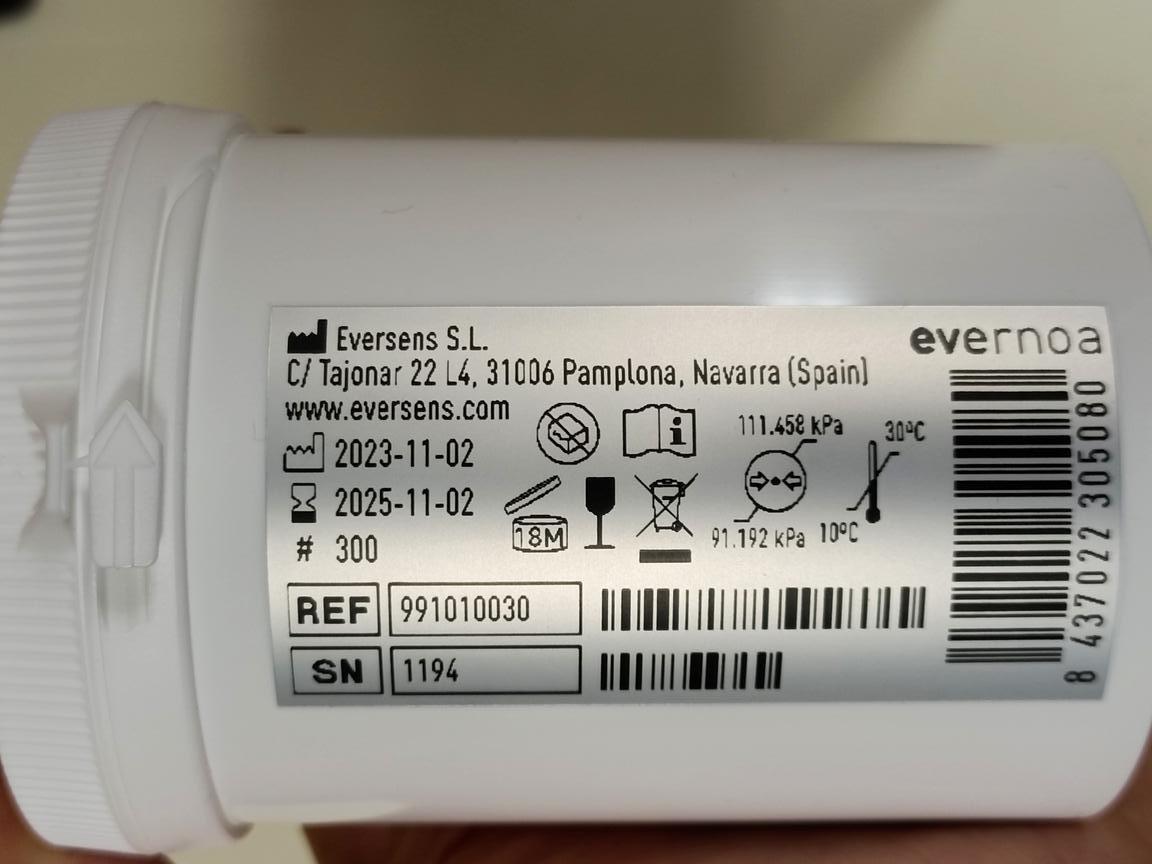 Eversens S.L.
C/ Tajonar 22 L4, 31006 Pamplona, Navarra (Spain)
www.eversens.com
2023-11-02
2025-11-02
# 300
18M
111.458 kPa
91.192 kPa
30ºC
10ºC
REF 991010030
SN 1194
evernoa
8 437022 305080